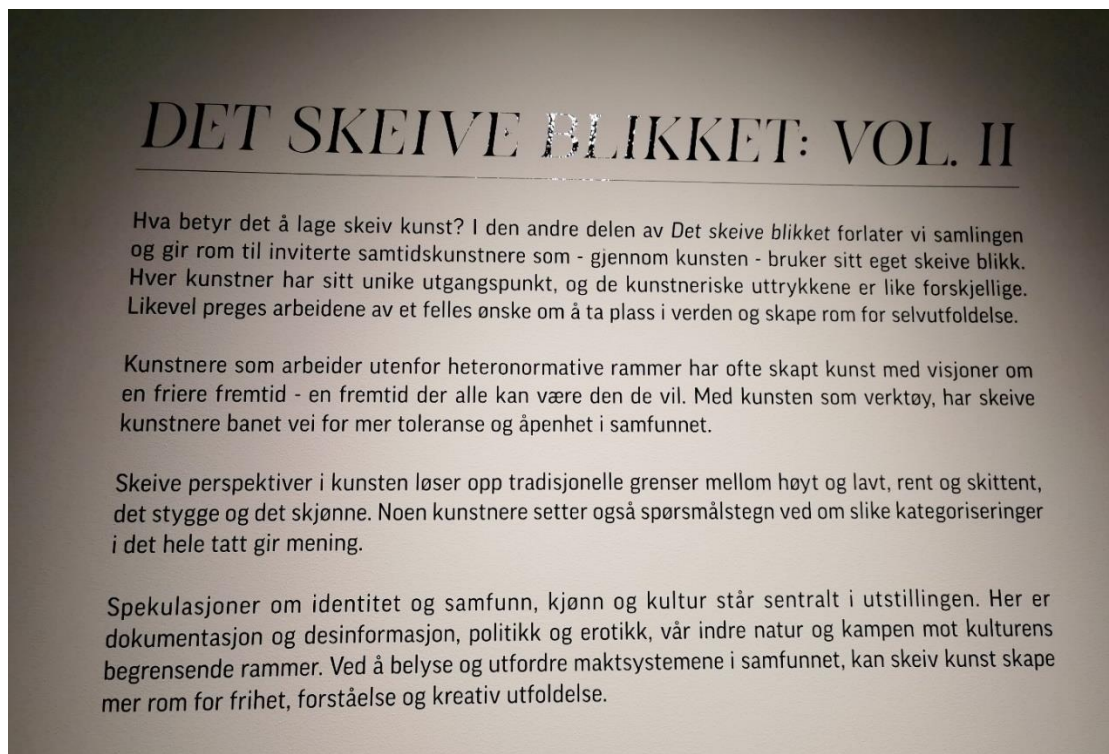 DET SKEIVE BLIKKET: VOL. II
Hva betyr det å lage skeiv kunst? I den andre delen av Det skeive blikket forlater vi samlingen
og gir rom til inviterte samtidskunstnere som - gjennom kunsten - bruker sitt eget skeive blikk.
Hver kunstner har sitt unike utgangspunkt, og de kunstneriske uttrykkene er like forskjellige.
Likevel preges arbeidene av et felles ønske om å ta plass i verden og skape rom for selvutfoldelse.
Kunstnere som arbeider utenfor heteronormative rammer har ofte skapt kunst med visjoner om
en friere fremtid - en fremtid der alle kan være den de vil. Med kunsten som verktøy, har skeive
kunstnere banet vei for mer toleranse og åpenhet i samfunnet.
Skeive perspektiver i kunsten løser opp tradisjonelle grenser mellom høyt og lavt, rent og skittent,
det stygge og det skjønne. Noen kunstnere setter også spørsmålstegn ved om slike kategoriseringer
i det hele tatt gir mening.
Spekulasjoner om identitet og samfunn, kjønn og kultur står sentralt i utstillingen. Her er
dokumentasjon og desinformasjon, politikk og erotikk, vår indre natur og kampen mot kulturens
begrensende rammer. Ved å belyse og utfordre maktsystemene i samfunnet, kan skeiv kunst skape
mer rom for frihet, forståelse og kreativ utfoldelse.